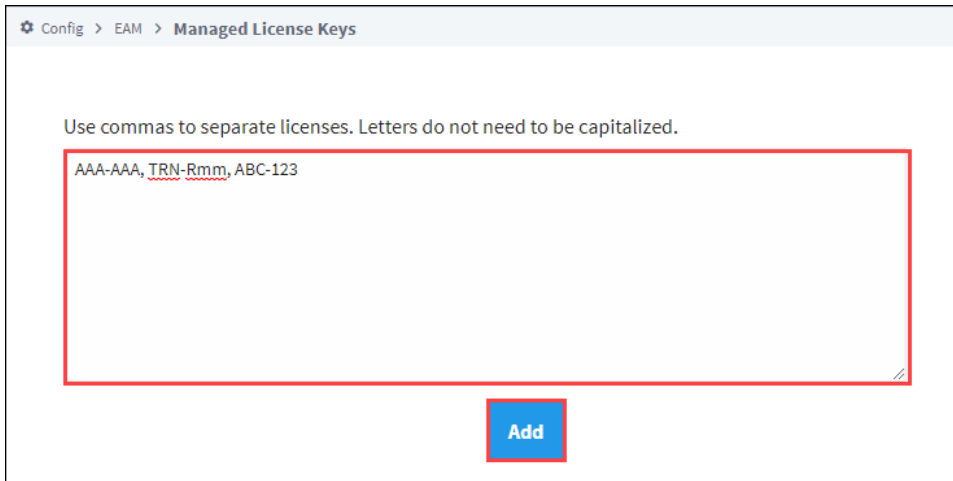 Config > EAM > Managed License Keys
Use commas to separate licenses. Letters do not need to be capitalized.
AAA-AAA, TRN-Rmm, ABC-123
Add